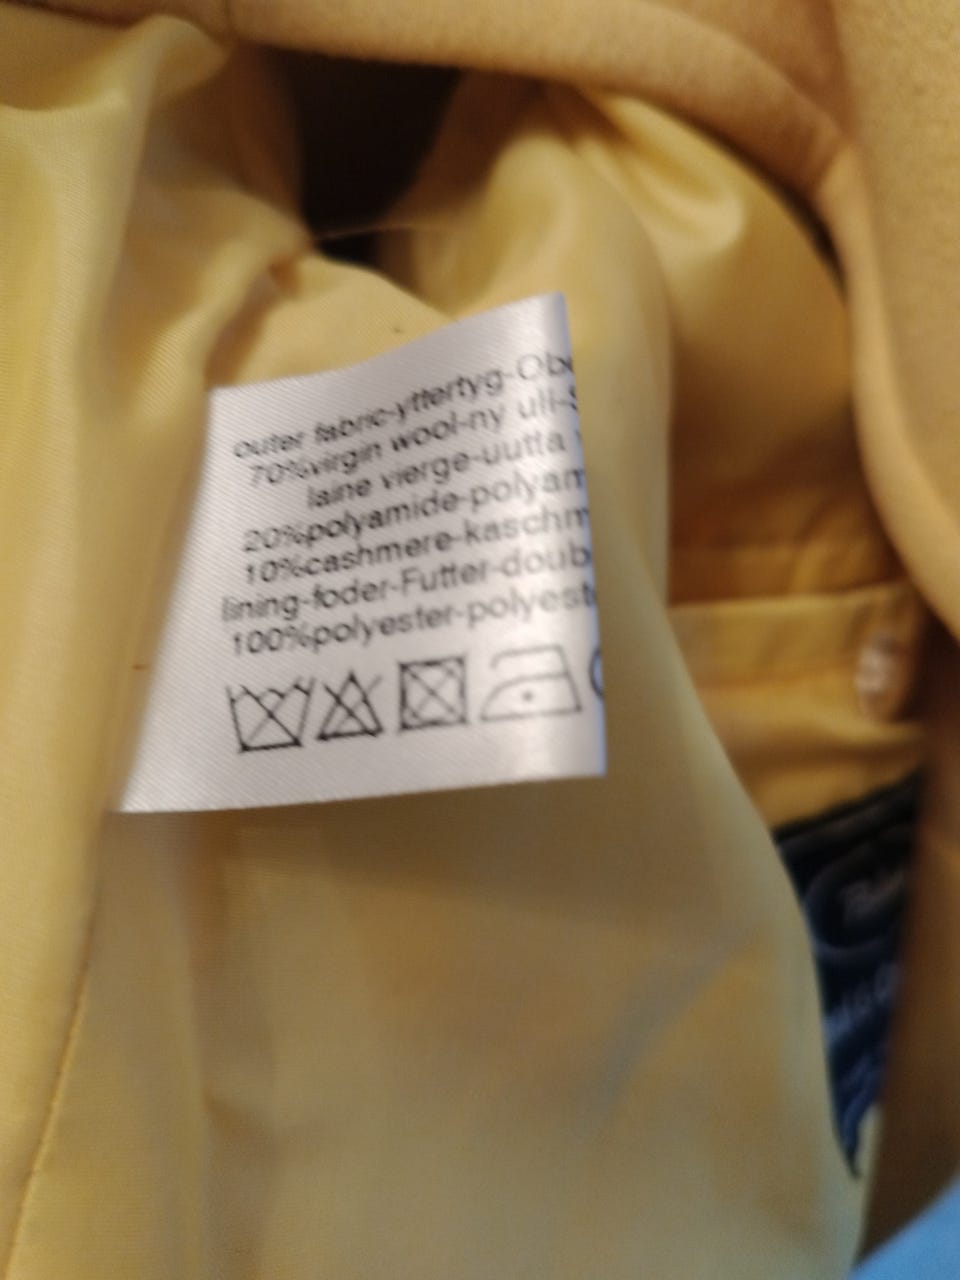 outer fabric-yttertyg-Obe
70%virgin wool-ny ull-S
laine vierge-uutta
20%polyamide-polyam
10%cashmere-kaschm
lining-foder-Futter-doub
100%polyester-polyest